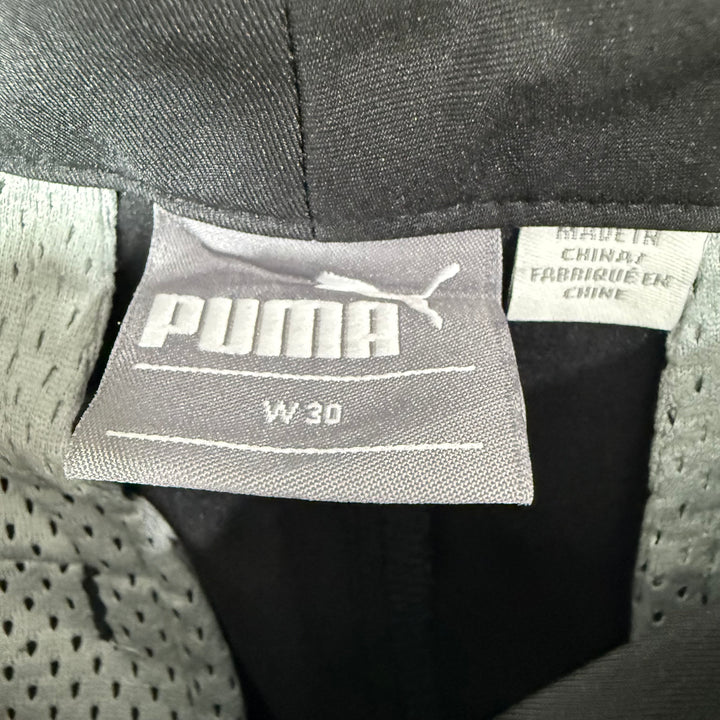 PUMA
W 30
MADE IN
CHINA/
FABRIQUÉ EN
CHINE